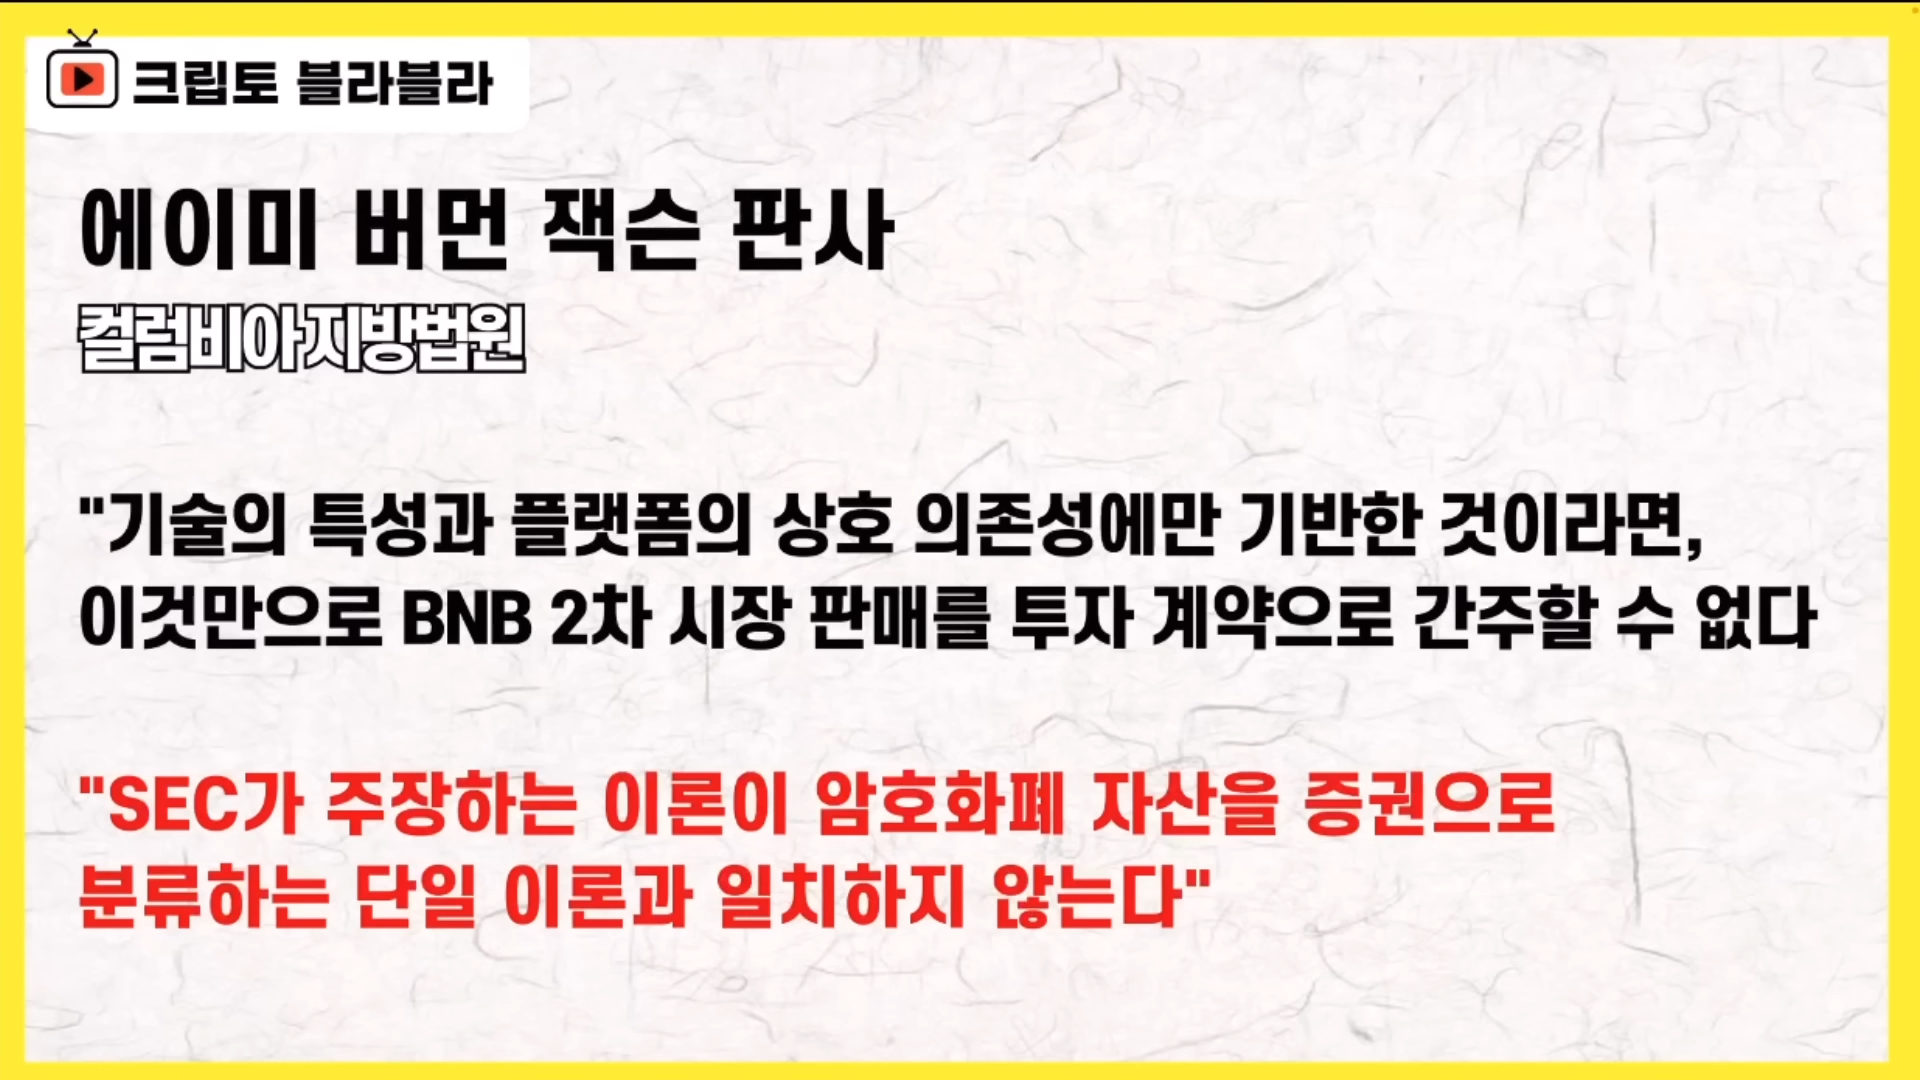 크립토 블라블라
에이미 버먼 잭슨 판사
컬럼비아지방법원
"기술의 특성과 플랫폼의 상호 의존성에만 기반한 것이라면,
이것만으로 BNB 2차 시장 판매를 투자 계약으로 간주할 수 없다
"SEC가 주장하는 이론이 암호화폐 자산을 증권으로
분류하는 단일 이론과 일치하지 않는다"